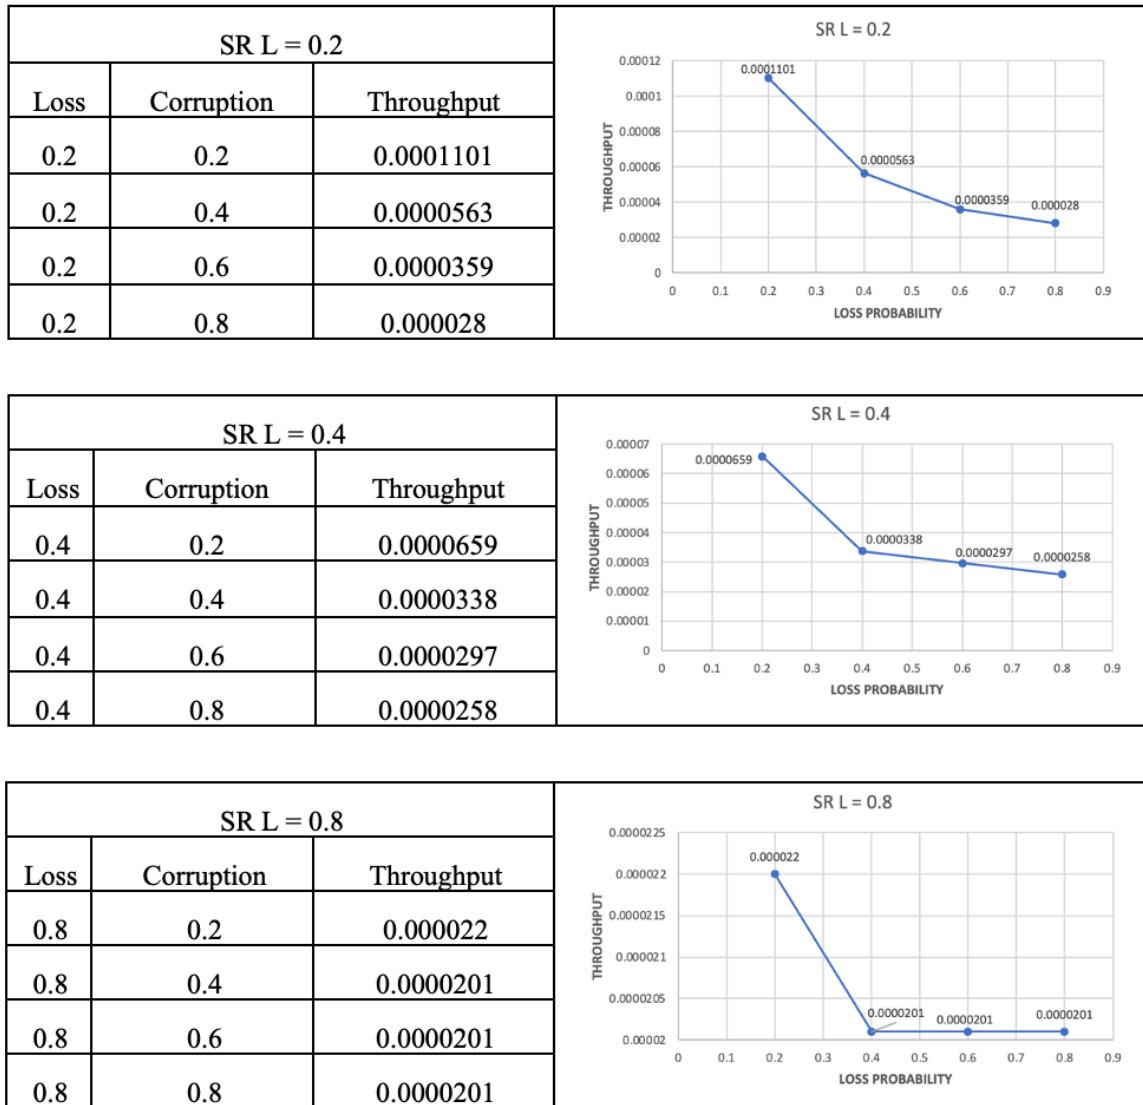 SR L = 0.2
Loss Corruption Throughput
0.2 0.2 0.0001101
0.2 0.4 0.0000563
0.2 0.6 0.0000359
0.2 0.8 0.000028
SR L = 0.2
THROUGHPUT
0.00012
0.0001
0.00008
0.00006
0.00004
0.00002
0
0.0001101
0.0000563
0.0000359
0.000028
0 0.1 0.2 0.3 0.4 0.5 0.6 0.7 0.8 0.9
LOSS PROBABILITY
SR L = 0.4
Loss Corruption Throughput
0.4 0.2 0.0000659
0.4 0.4 0.0000338
0.4 0.6 0.0000297
0.4 0.8 0.0000258
SR L = 0.4
THROUGHPUT
0.00007
0.00006
0.00005
0.00004
0.00003
0.00002
0.00001
0
0.0000659
0.0000338
0.0000297
0.0000258
0 0.1 0.2 0.3 0.4 0.5 0.6 0.7 0.8 0.9
LOSS PROBABILITY
SR L = 0.8
Loss Corruption Throughput
0.8 0.2 0.000022
0.8 0.4 0.0000201
0.8 0.6 0.0000201
0.8 0.8 0.0000201
SR L = 0.8
THROUGHPUT
0.0000225
0.000022
0.0000215
0.000021
0.0000205
0.00002
0.000022
0.0000201
0.0000201
0.0000201
0 0.1 0.2 0.3 0.4 0.5 0.6 0.7 0.8 0.9
LOSS PROBABILITY